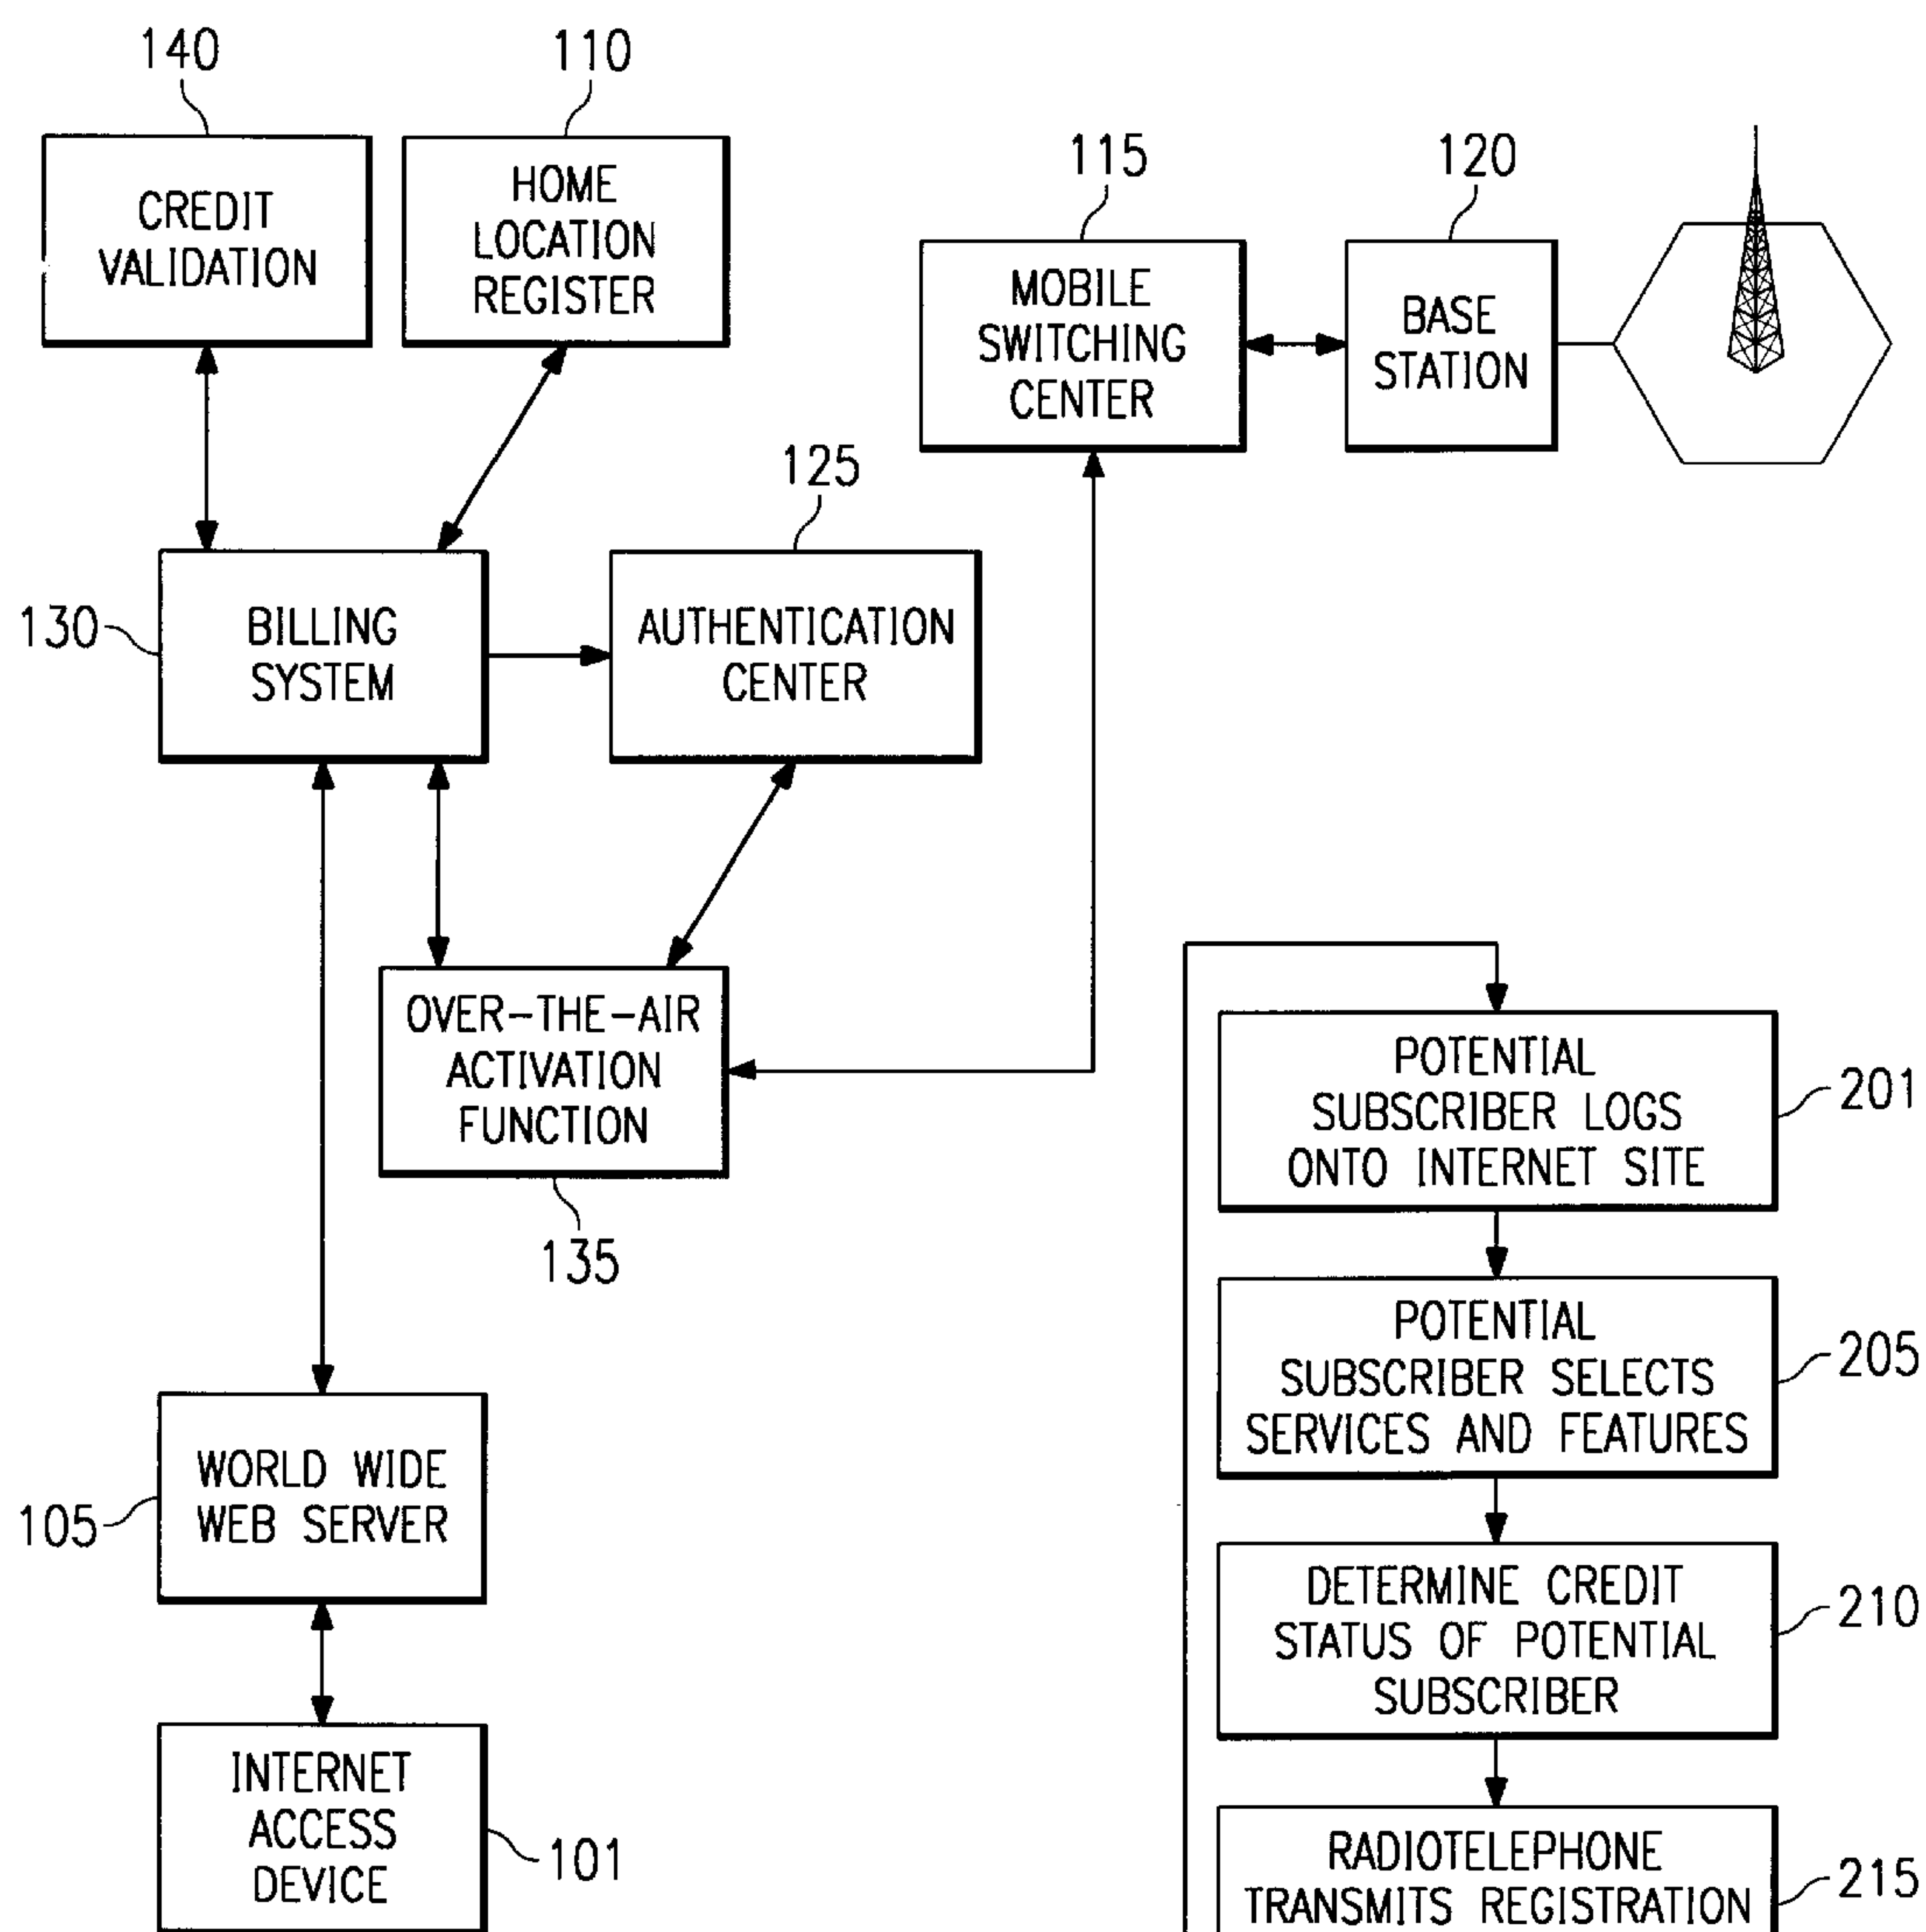 140
110
CREDIT
VALIDATION
HOME
LOCATION
REGISTER
115
120
MOBILE
SWITCHING
CENTER
BASE
STATION
125
130
BILLING
SYSTEM
AUTHENTICATION
CENTER
OVER-THE-AIR
ACTIVATION
FUNCTION
135
WORLD WIDE
WEB SERVER
105
INTERNET
ACCESS
DEVICE
101
POTENTIAL
SUBSCRIBER LOGS
ONTO INTERNET SITE
201
POTENTIAL
SUBSCRIBER SELECTS
SERVICES AND FEATURES
205
DETERMINE CREDIT
STATUS OF POTENTIAL
SUBSCRIBER
210
RADIOTELEPHONE
TRANSMITS REGISTRATION
215